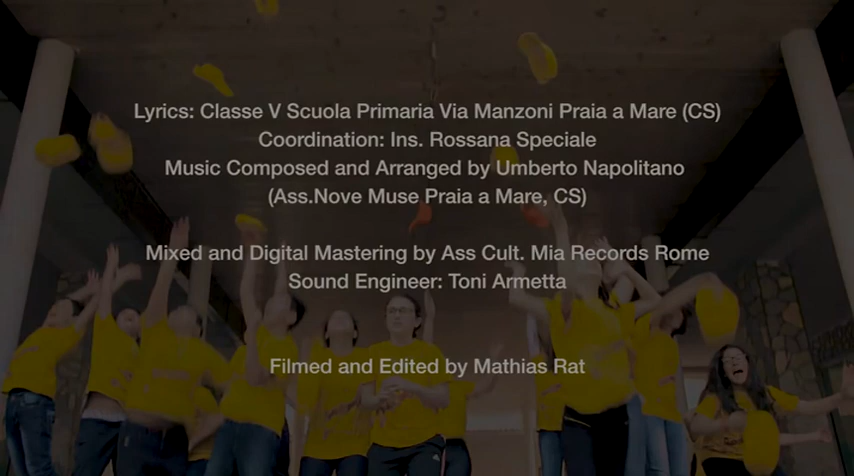 Lyrics: Classe V Scuola Primaria Via Manzoni Praia a Mare (CS)
Coordination: Ins. Rossana Speciale
Music Composed and Arranged by Umberto Napolitano
(Ass.Nove Muse Praia a Mare, CS)
Mixed and Digital Mastering by Ass Cult. Mia Records Rome
Sound Engineer: Toni Armetta
Filmed and Edited by Mathias Rat